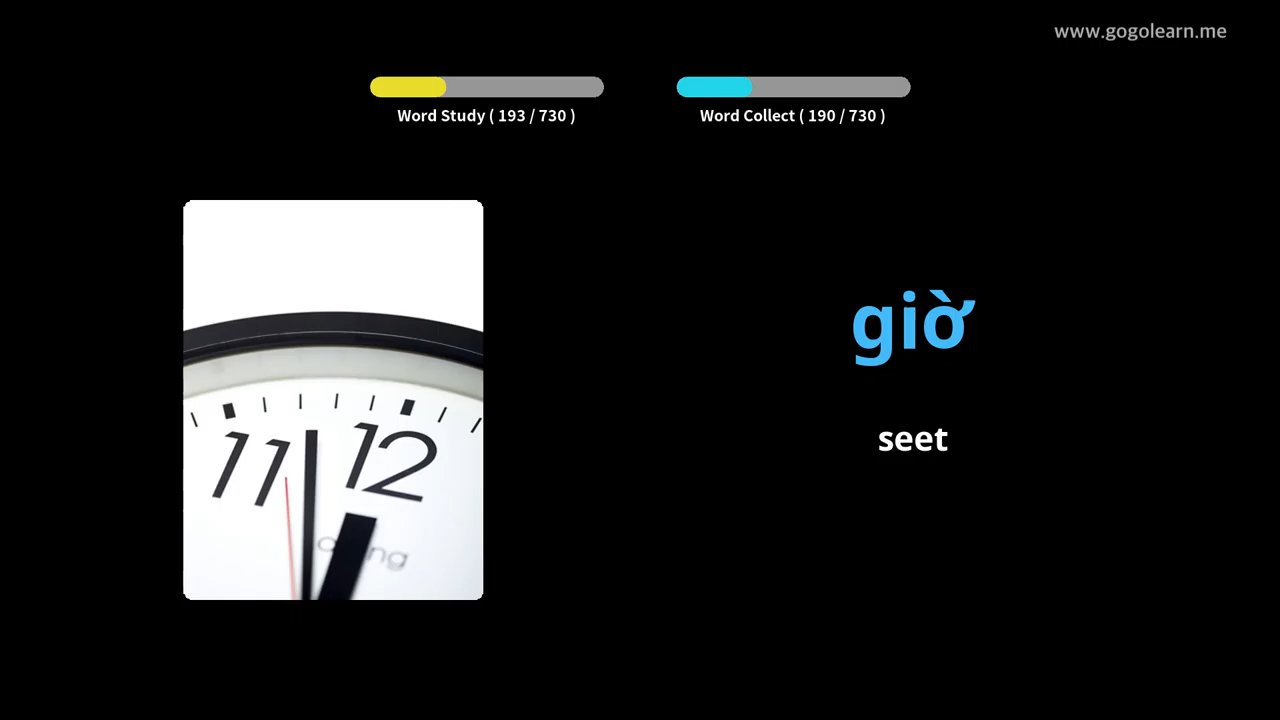 www.gogolearn.me
Word Study ( 193 / 730 )
Word Collect ( 190 / 730 )
giờ
seet
11
12